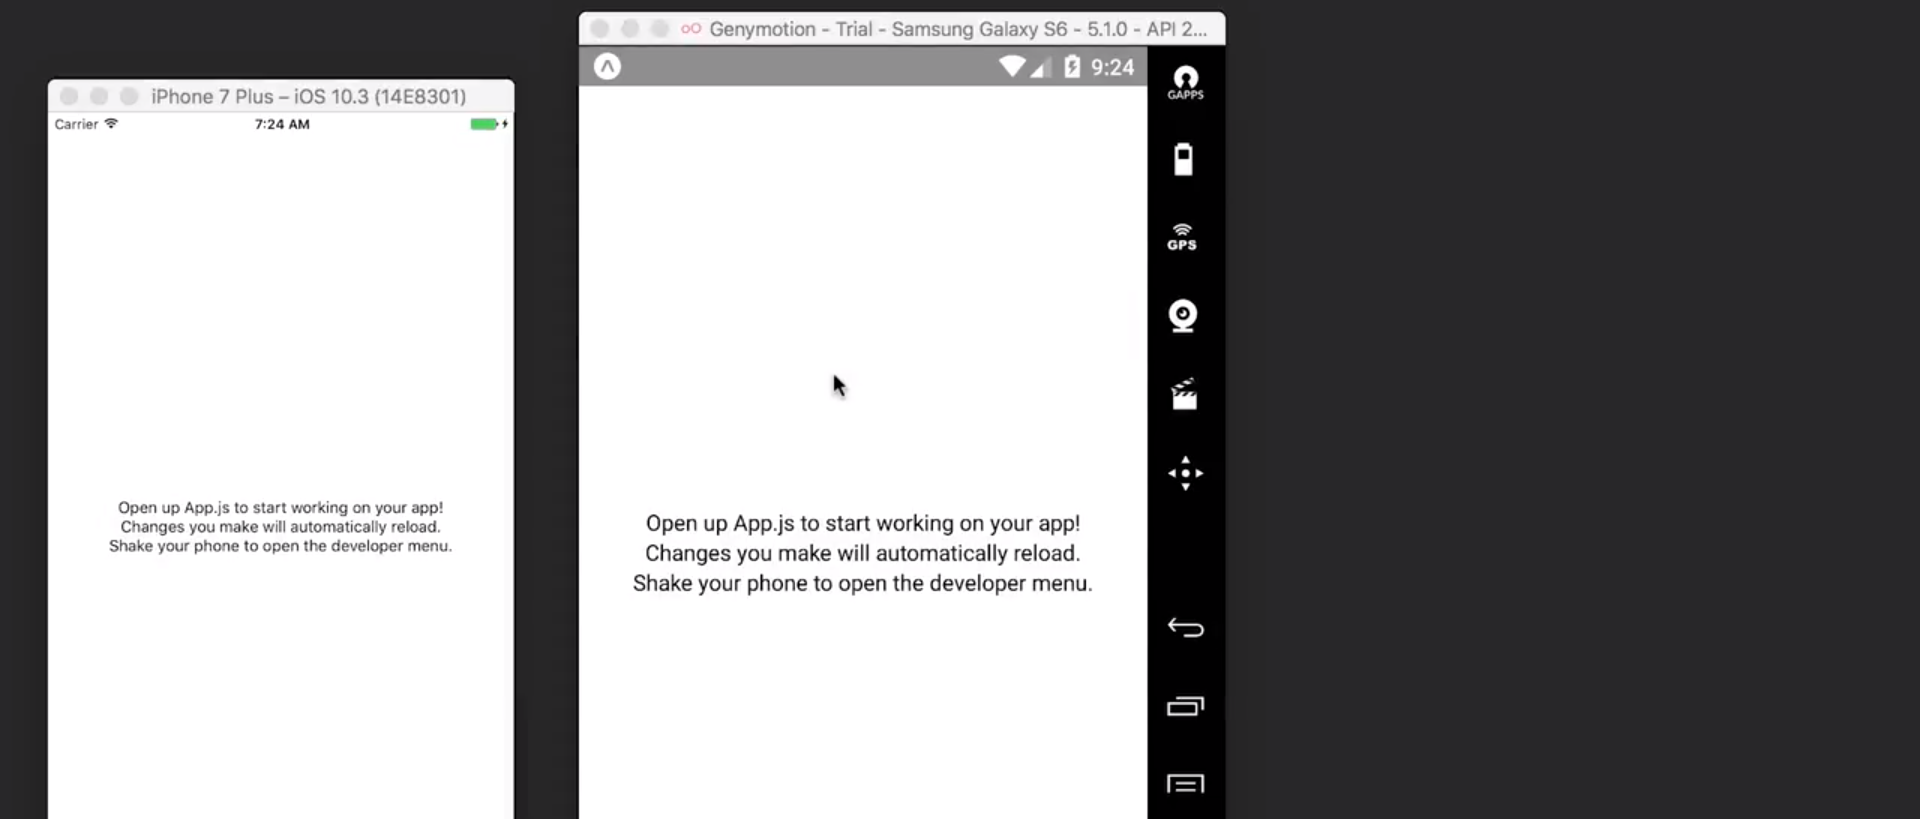 iPhone 7 Plus – iOS 10.3 (14E8301)
Carrier
7:24 AM
Open up App.js to start working on your app!
Changes you make will automatically reload.
Shake your phone to open the developer menu.
Genymotion - Trial - Samsung Galaxy S6 - 5.1.0 - API 2...
9:24
Open up App.js to start working on your app!
Changes you make will automatically reload.
Shake your phone to open the developer menu.
GAPPS
GPS